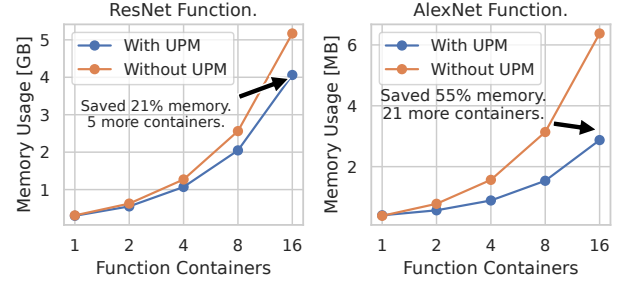 ResNet Function.
Memory Usage [GB]
5
4
3
2
1
With UPM
Without UPM
Saved 21% memory.
5 more containers.
1 2 4 8 16
Function Containers
AlexNet Function.
Memory Usage [MB]
6
4
2
With UPM
Without UPM
Saved 55% memory.
21 more containers.
1 2 4 8 16
Function Containers